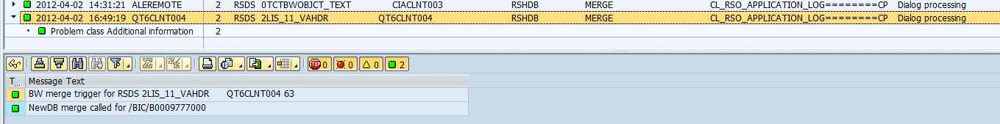 2012-04-02 14:31:21 ALEREMOTE 2 RSDS 0TCTBWOBJCT_TEXT CIACLNT003 RSHDB MERGE CL_RSO_APPLICATION_LOG========CP Dialog processing
2012-04-02 16:49:19 QT6CLNT004 2 RSDS 2LIS_11_VAHDR QT6CLNT004 RSHDB MERGE CL_RSO_APPLICATION_LOG========CP Dialog processing
Problem class Additional information 2
STOP 0 0 0 2
T... Message Text
BW merge trigger for RSDS 2LIS_11_VAHDR QT6CLNT004 63
NewDB merge called for /BIC/B0009777000